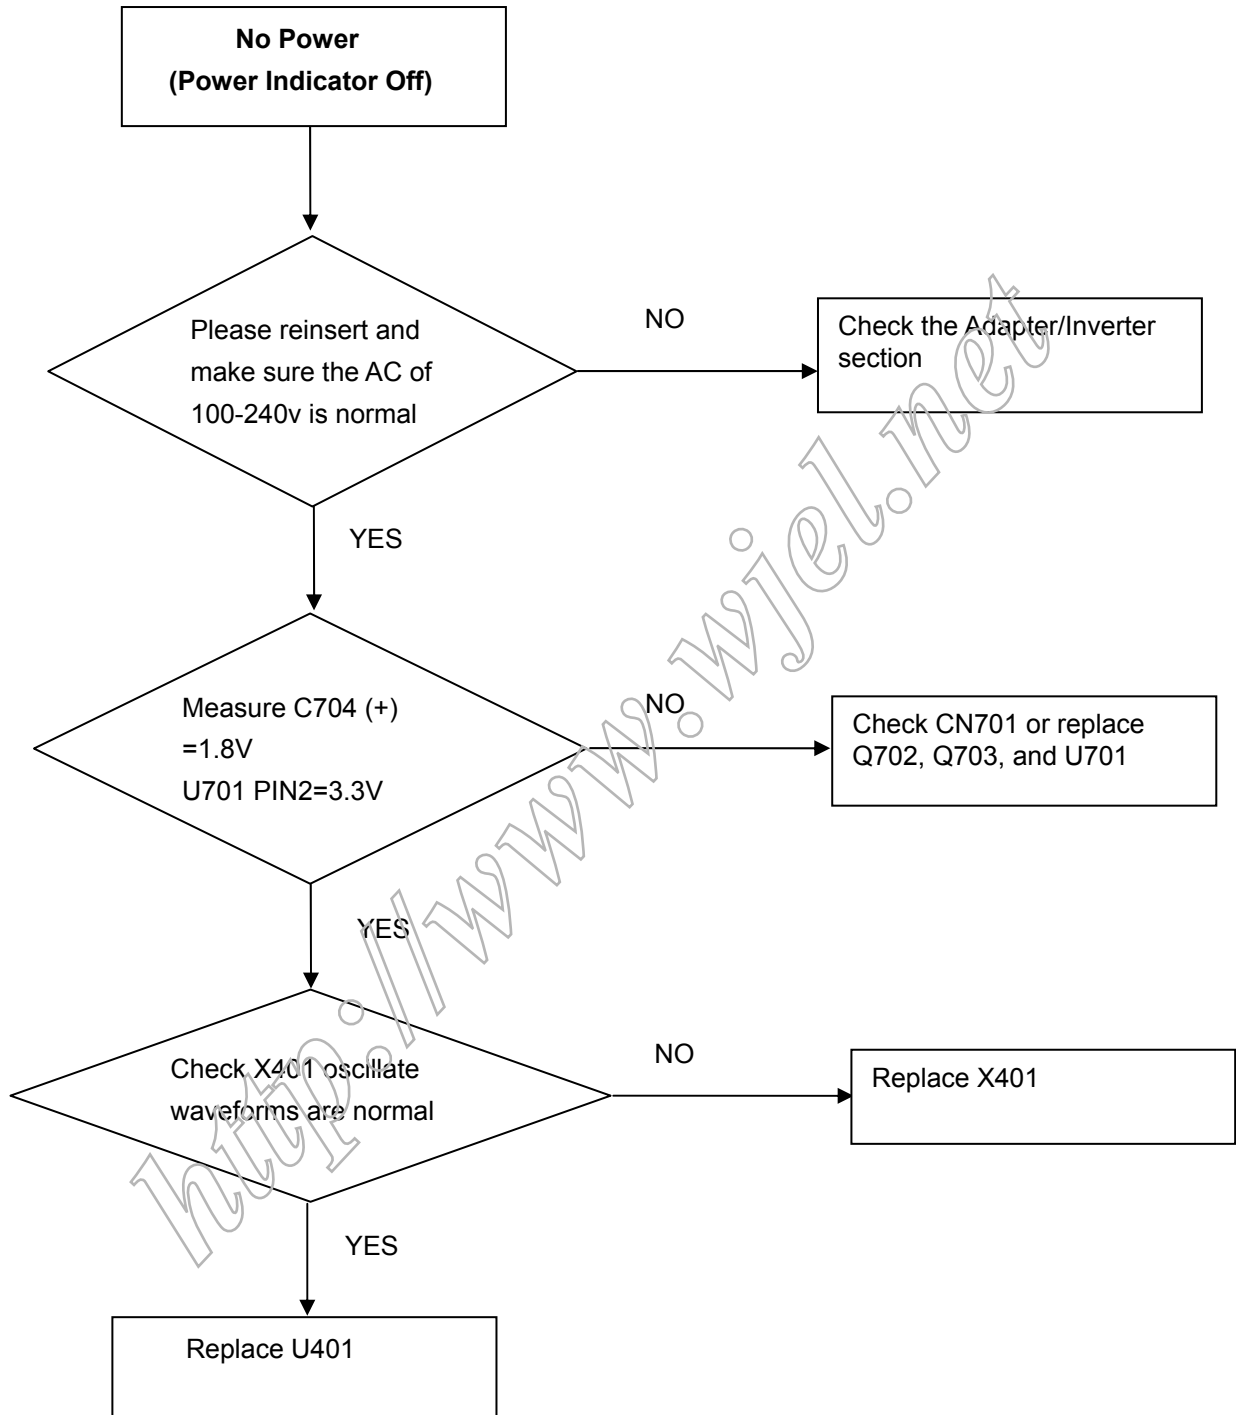 No Power
(Power Indicator Off)
Please reinsert and
make sure the AC of
100-240v is normal
NO
Check the Adapter/Inverter
section
YES
Measure C704 (+)
=1.8V
U701 PIN2=3.3V
NO
Check CN701 or replace
Q702, Q703, and U701
YES
Check X401 oscillate
waveforms are normal
NO
Replace X401
YES
Replace U401
http://www.wjel.net